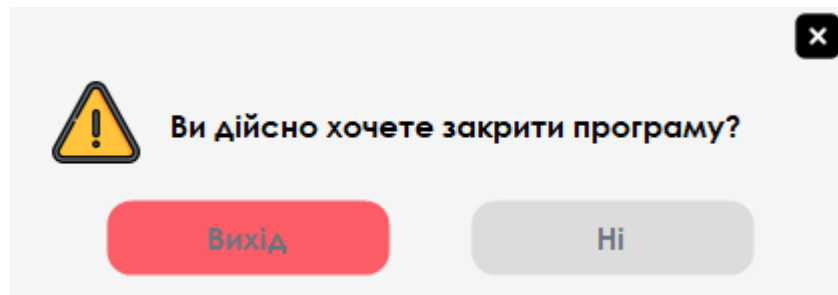 Ви дійсно хочете закрити програму?
Вихід
Ні